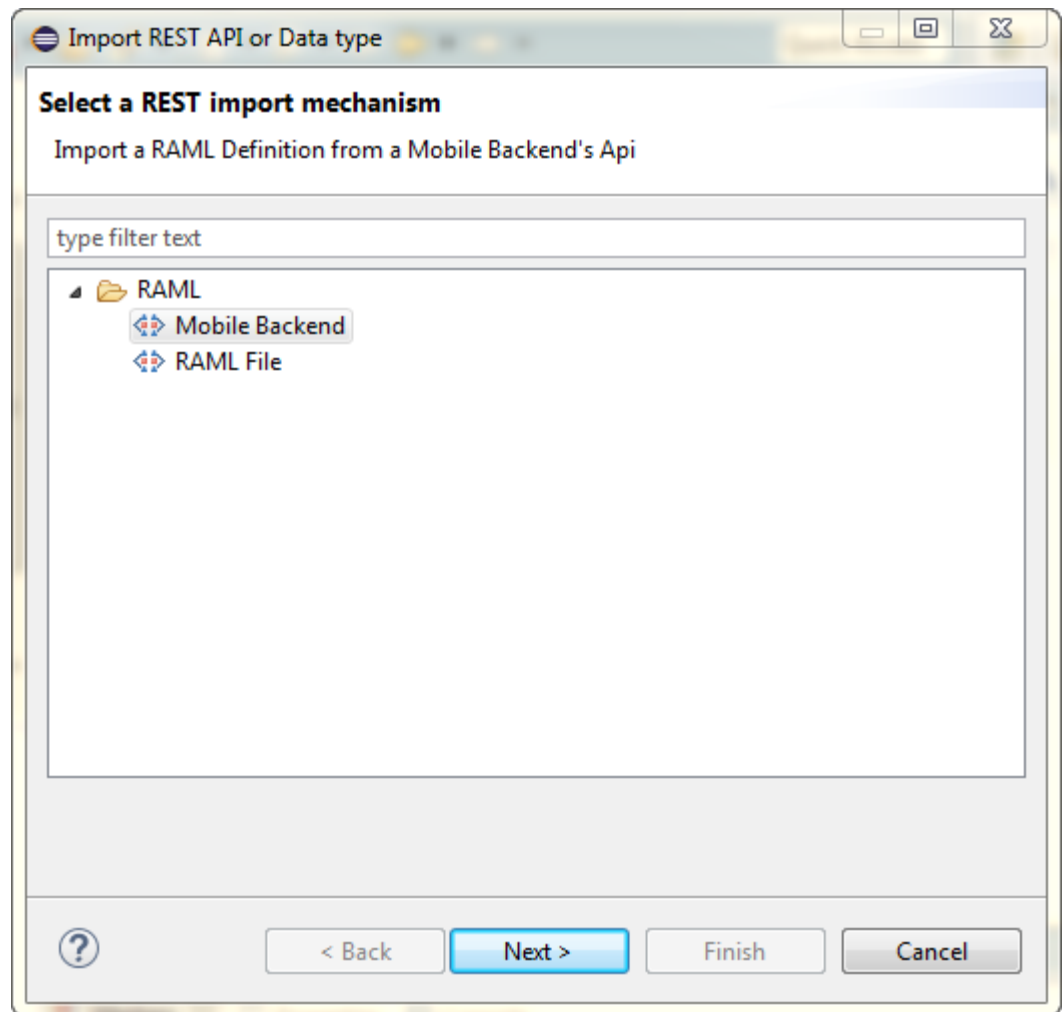 Import REST API or Data type
Select a REST import mechanism
Import a RAML Definition from a Mobile Backend's Api
type filter text
RAML
Mobile Backend
RAML File
? < Back Next > Finish Cancel